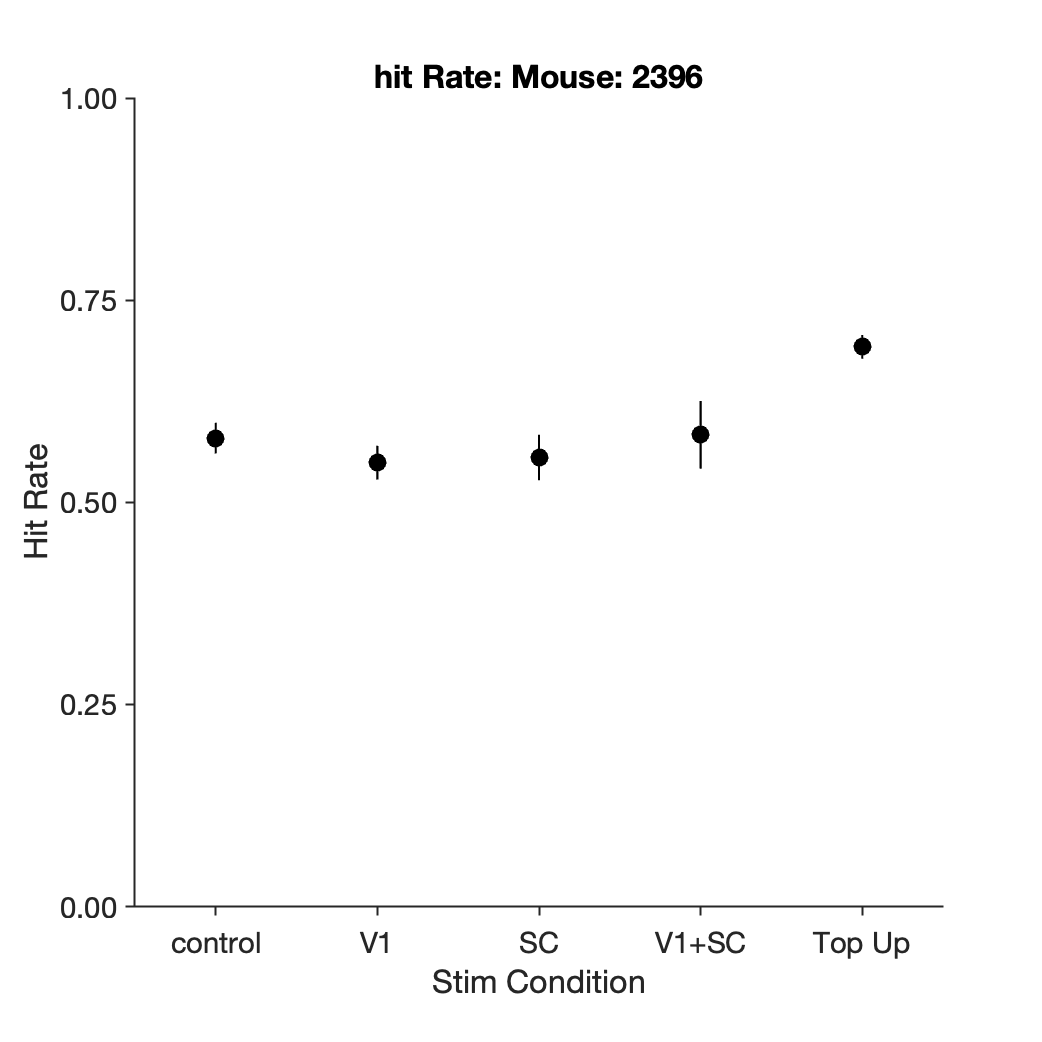 hit Rate: Mouse: 2396
1.00
0.75
0.50
0.25
0.00
Hit Rate
control V1 SC V1+SC Top Up
Stim Condition